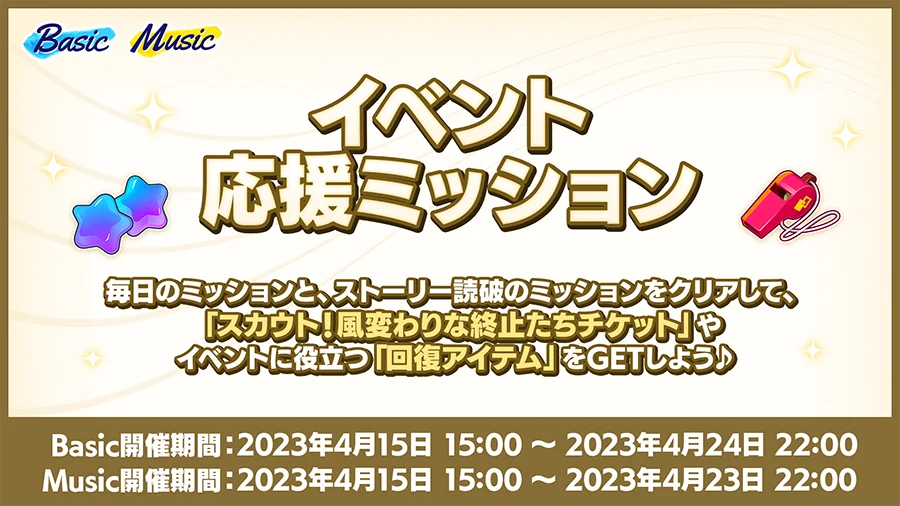 Basic Music
イベント
応援ミッション
毎日のミッションと、ストーリー読破のミッションをクリアして、
「スカウト！風変わりな終止たちチケット」や
イベントに役立つ「回復アイテム」をGETしよう♪
Basic開催期間：2023年4月15日 15:00 ～ 2023年4月24日 22:00
Music開催期間：2023年4月15日 15:00 ～ 2023年4月23日 22:00